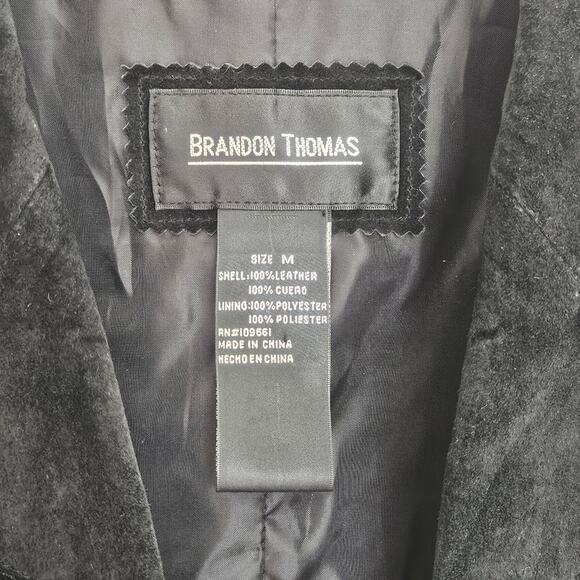 BRANDON THOMAS
SIZE M
SHELL:100%LEATHER
100% CUERO
LINING:100%POLYESTER
100% POLIESTER
RN#109661
MADE IN CHINA
HECHO EN CHINA